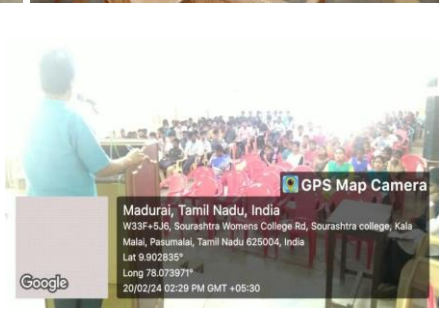 GPS Map Camera
Madurai, Tamil Nadu, India
W33F+5J6, Sourashtra Womens College Rd, Sourashtra college, Kala
Malai, Pasumalai, Tamil Nadu 625004, India
Lat 9.902835°
Long 78.073971°
20/02/24 02:29 PM GMT +05:30
Google